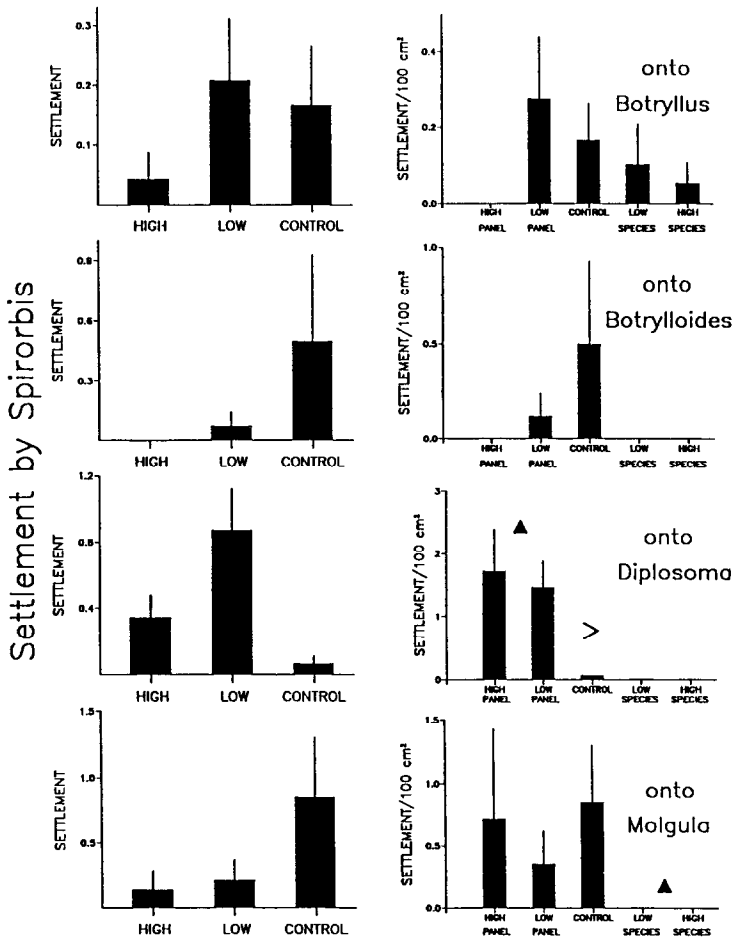 Settlement by Spirorbis
SETTLEMENT
0.3
0.2
0.1
HIGH LOW CONTROL
SETTLEMENT/100 cm²
0.4
0.2
0.0
onto
Botryllus
HIGH LOW CONTROL LOW HIGH
PANEL PANEL SPECIES SPECIES
SETTLEMENT
0.8
0.6
0.3
HIGH LOW CONTROL
SETTLEMENT/100 cm²
1.0
0.5
0.0
onto
Botrylloides
HIGH LOW CONTROL LOW HIGH
PANEL PANEL SPECIES SPECIES
SETTLEMENT
1.2
0.8
0.4
HIGH LOW CONTROL
SETTLEMENT/100 cm²
3
2
1
0
>
onto
Diplosoma
HIGH LOW CONTROL LOW HIGH
PANEL PANEL SPECIES SPECIES
SETTLEMENT
1.5
1.0
0.5
HIGH LOW CONTROL
SETTLEMENT/100 cm²
1.5
1.0
0.5
0.0
onto
Molgula
HIGH LOW CONTROL LOW HIGH
PANEL PANEL SPECIES SPECIES